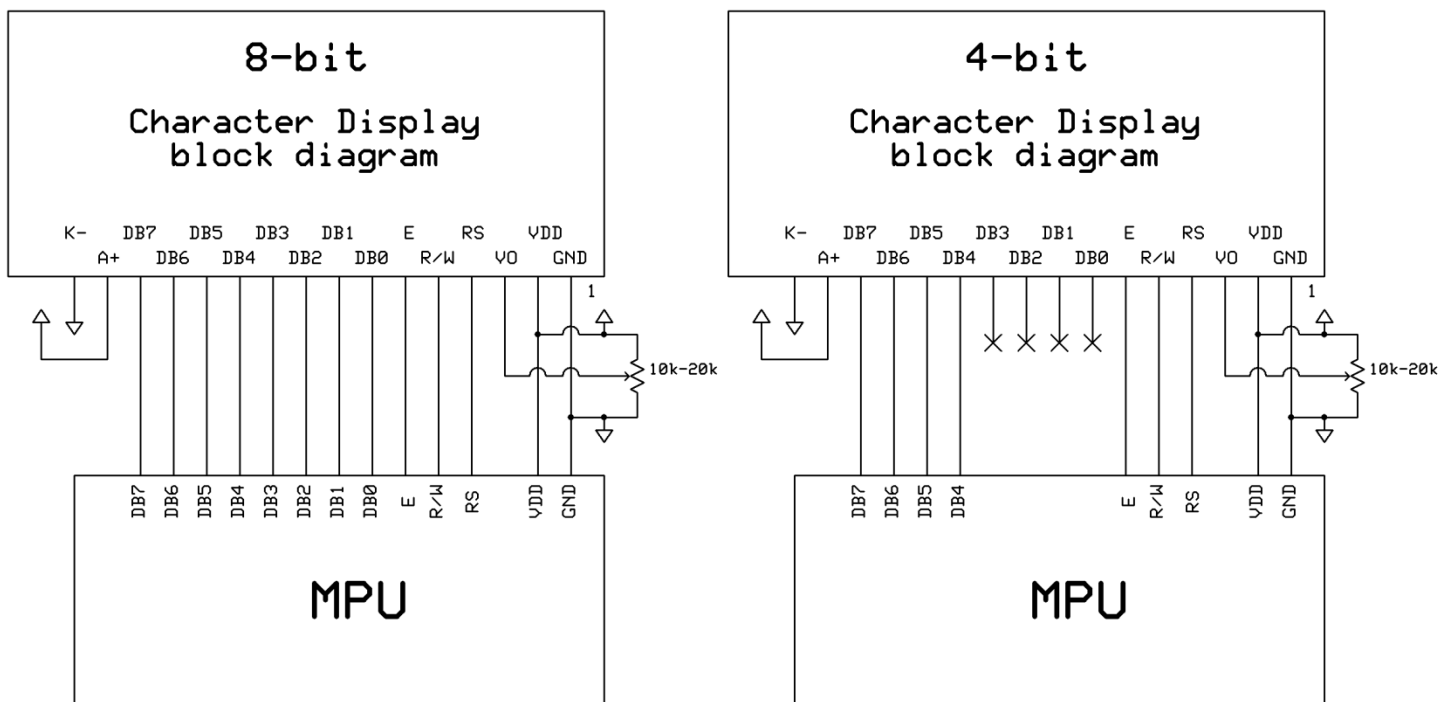 8-bit
Character Display
block diagram
K- DB7 DB5 DB3 DB1 E RS VDD
A+ DB6 DB4 DB2 DB0 R/W VO GND
1
10k-20k
DB7 DB6 DB5 DB4 DB3 DB2 DB1 DB0 E R/W RS VDD GND
MPU
4-bit
Character Display
block diagram
K- DB7 DB5 DB3 DB1 E RS VDD
A+ DB6 DB4 DB2 DB0 R/W VO GND
1
10k-20k
DB7 DB6 DB5 DB4 E R/W RS VDD GND
MPU